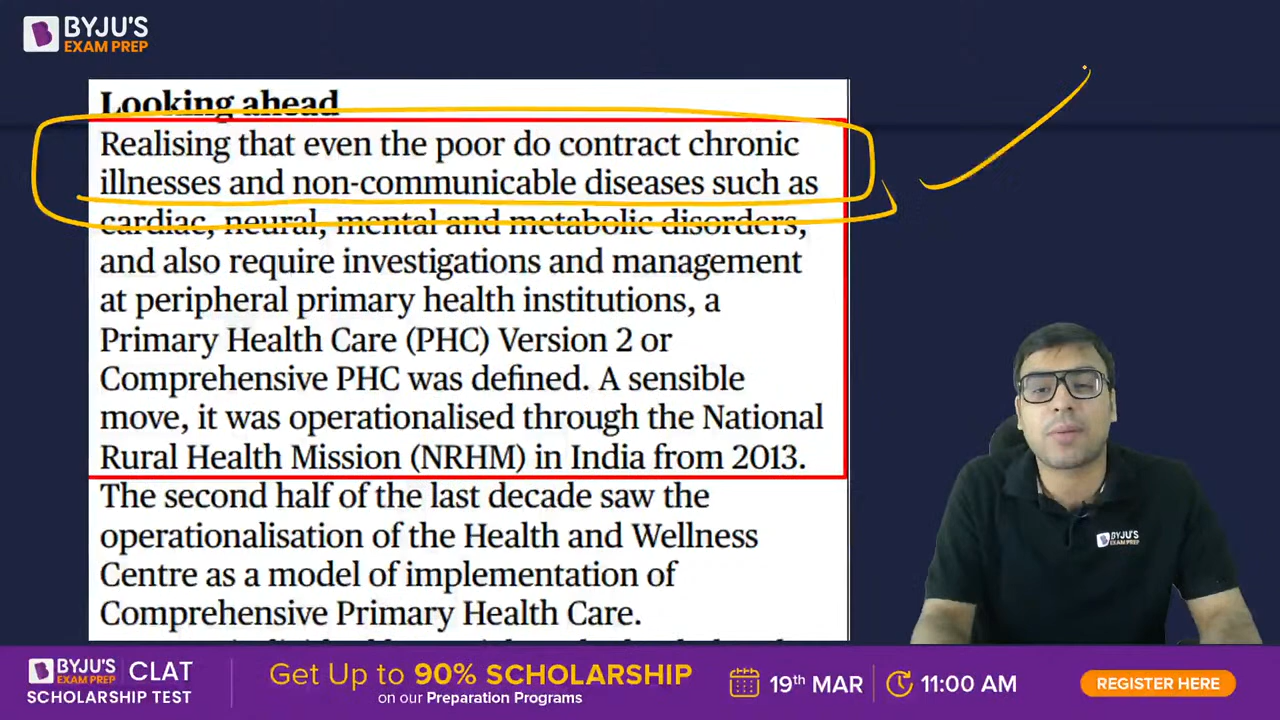 BYJU'S
EXAM PREP
Looking ahead
Realising that even the poor do contract chronic
illnesses and non-communicable diseases such as
cardiac, neural, mental and metabolic disorders,
and also require investigations and management
at peripheral primary health institutions, a
Primary Health Care (PHC) Version 2 or
Comprehensive PHC was defined. A sensible
move, it was operationalised through the National
Rural Health Mission (NRHM) in India from 2013.
The second half of the last decade saw the
operationalisation of the Health and Wellness
Centre as a model of implementation of
Comprehensive Primary Health Care.
BYJU'S
EXAM PREP
BYJU'S
EXAM PREP
CLAT
SCHOLARSHIP TEST
Get Up to 90% SCHOLARSHIP
on our Preparation Programs
19th MAR
11:00 AM
REGISTER HERE